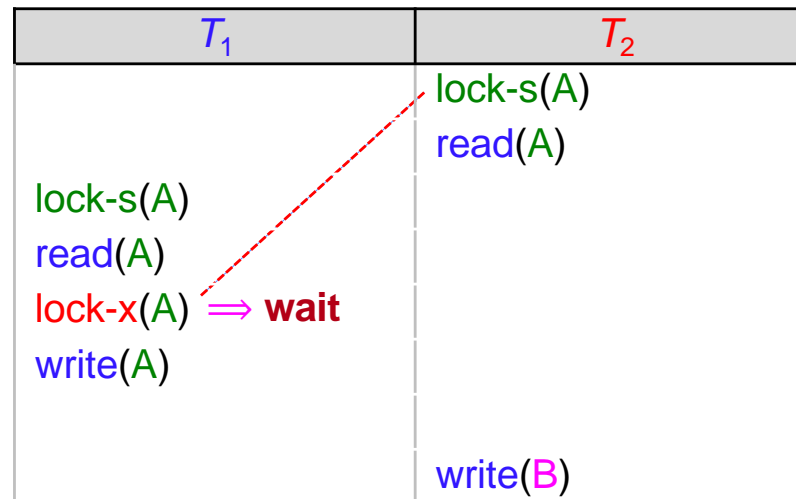 T1 T2
lock-s(A)
read(A)
lock-s(A)
read(A)
lock-x(A) ⟹ wait
write(A)
write(B)